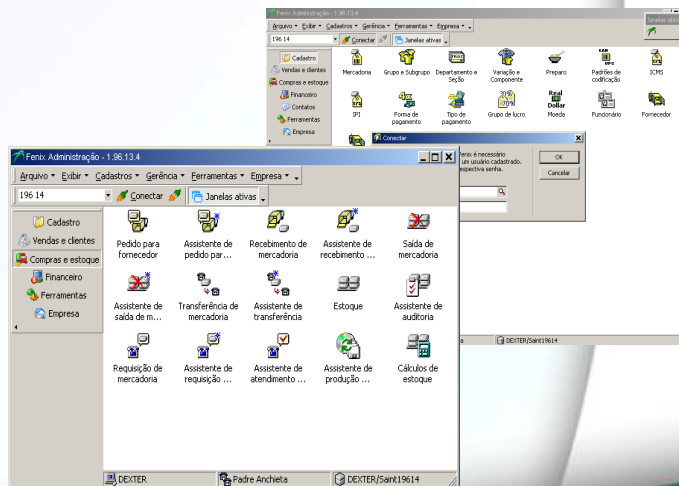 Fenix Administração - 1.96.13.4
Arquivo Exibir Cadastros Gerência Ferramentas Empresa
196 14 Conectar Janelas ativas
Janelas ativas
Cadastro
Vendas e clientes
Compras e estoque
Financeiro
Contatos
Ferramentas
Empresa
Mercadoria
Grupo e Subgrupo
Departamento e
Seção
Variação e
Componente
Preparo
Padrões de
codificação
ICMS
IPI
Forma de
pagamento
Tipo de
pagamento
Grupo de lucro
Real
Dollar
Moeda
Funcionário
Fornecedor
Conectar
Fenix é necessário
um usuário cadastrado.
espectiva senha.
OK
Cancelar
DEXTER/Saint19614
Fenix Administração - 1.96.13.4
Arquivo Exibir Cadastros Gerência Ferramentas Empresa
196 14 Conectar Janelas ativas
Cadastro
Vendas e clientes
Compras e estoque
Financeiro
Ferramentas
Empresa
Pedido para
fornecedor
Assistente de
pedido par...
Recebimento de
mercadoria
Assistente de
recebimento ...
Saída de
mercadoria
Assistente de
saída de m...
Transferência de
mercadoria
Assistente de
transferência
Estoque
Assistente de
auditoria
Requisição de
mercadoria
Assistente de
requisição ...
Assistente de
atendimento ...
Assistente de
produção ...
Cálculos de
estoque
DEXTER Padre Anchieta DEXTER/Saint19614